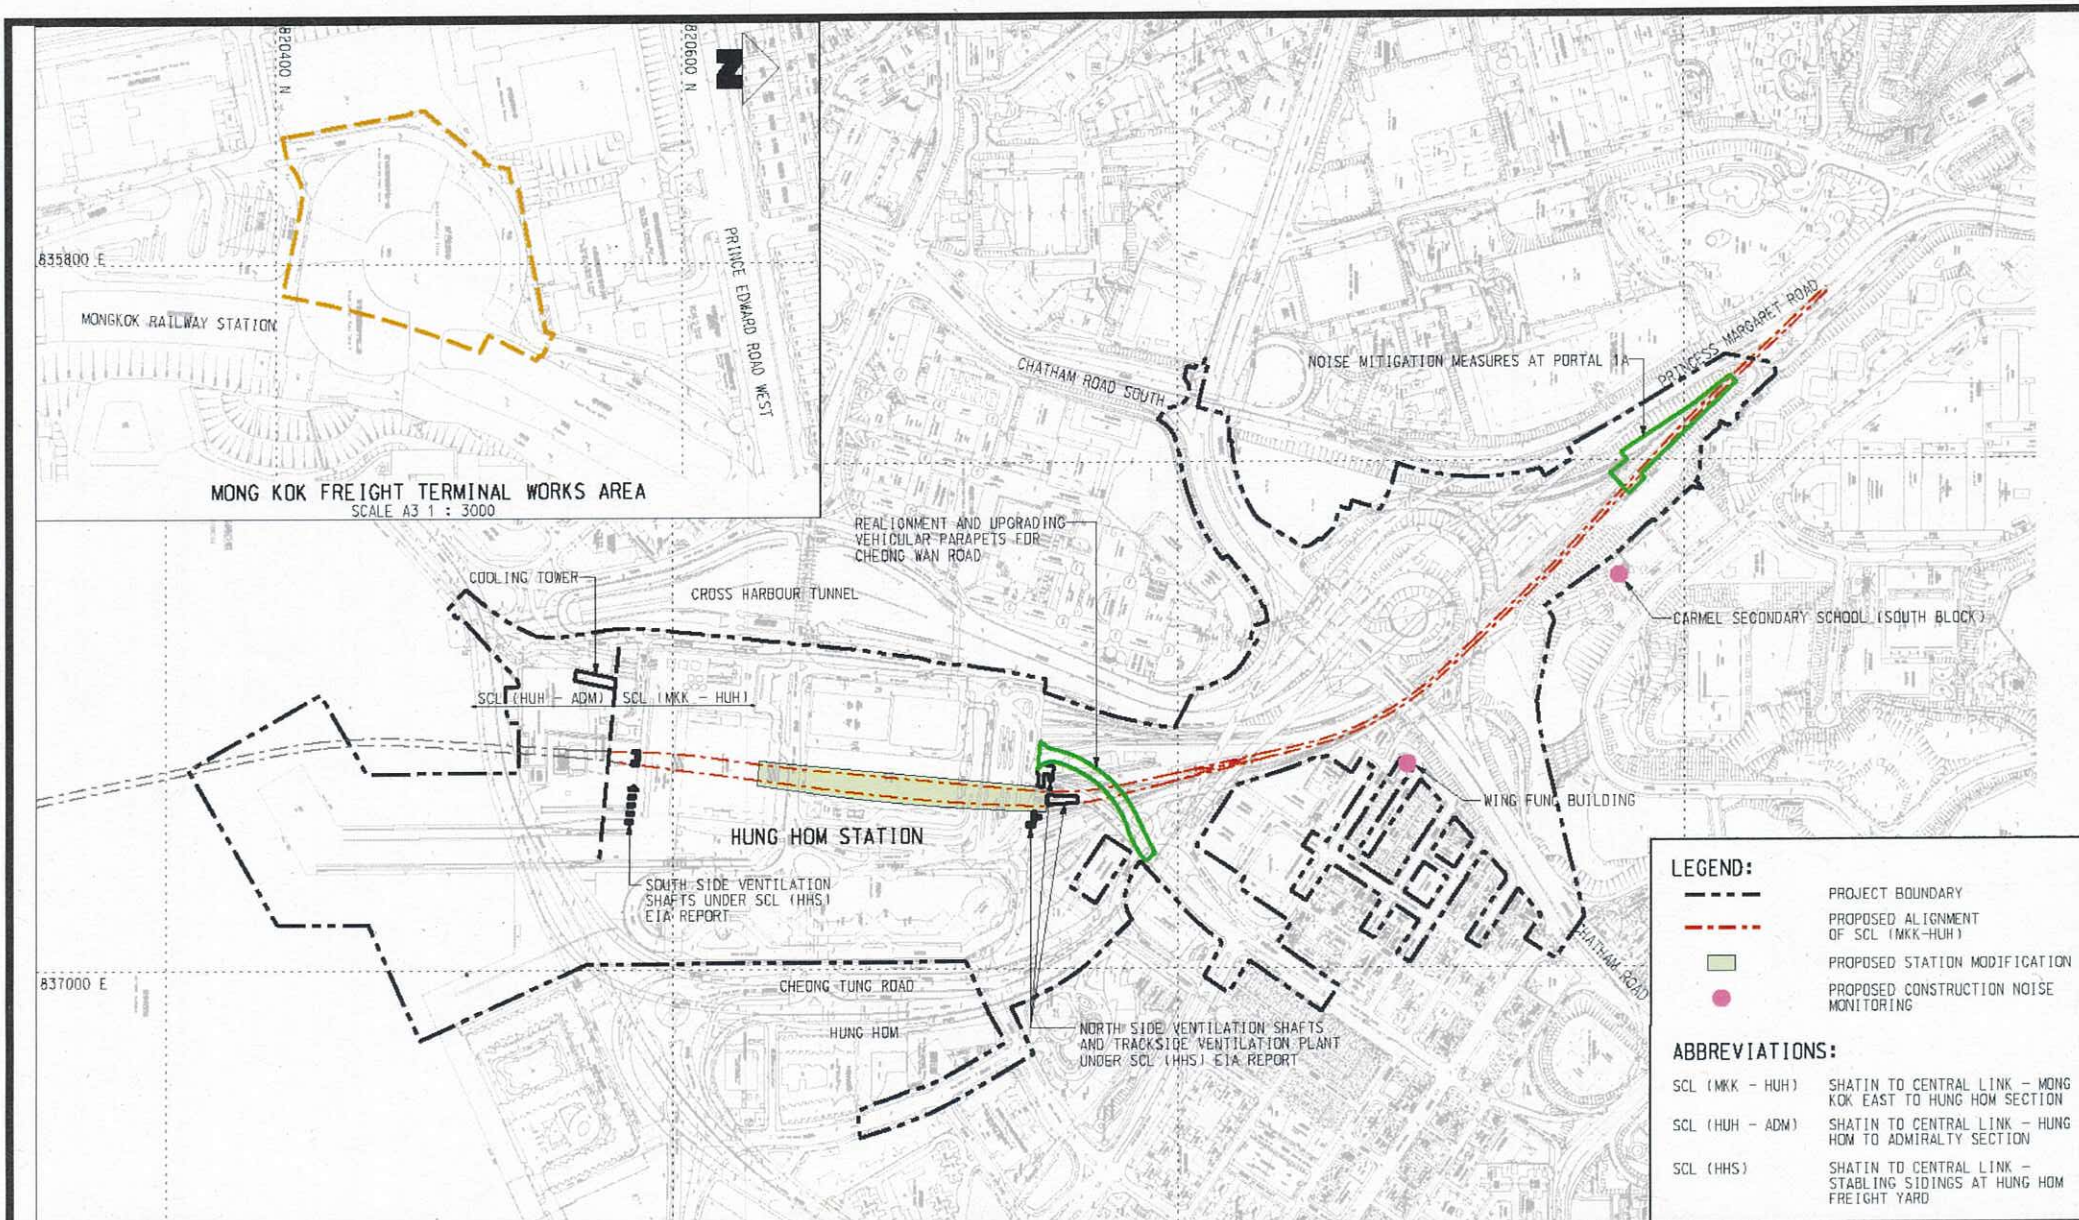 820400 N
820600 N
N
835800 E
MONGKOK RAILWAY STATION
PRINCE EDWARD ROAD WEST
MONG KOK FREIGHT TERMINAL WORKS AREA
SCALE A3 1 : 3000
CHATHAM ROAD SOUTH
NOISE MITIGATION MEASURES AT PORTAL 1A
PRINCESS MARGARET ROAD
REALIGNMENT AND UPGRADING
VEHICULAR PARAPETS FOR
CHEONG WAN ROAD
COOLING TOWER
CROSS HARBOUR TUNNEL
CARMEL SECONDARY SCHOOL (SOUTH BLOCK)
SCL (HUH - ADM)
SCL (MKK - HUH)
WING FUNG BUILDING
HUNG HOM STATION
SOUTH SIDE VENTILATION
SHAFTS UNDER SCL (HHS)
EIA REPORT
CHATHAM ROAD
837000 E
CHEONG TUNG ROAD
HUNG HOM
NORTH SIDE VENTILATION SHAFTS
AND TRACKSIDE VENTILATION PLANT
UNDER SCL (HHS) EIA REPORT
LEGEND:
PROJECT BOUNDARY
PROPOSED ALIGNMENT
OF SCL (MKK-HUH)
PROPOSED STATION MODIFICATION
PROPOSED CONSTRUCTION NOISE
MONITORING
ABBREVIATIONS:
SCL (MKK - HUH) SHATIN TO CENTRAL LINK - MONG
KOK EAST TO HUNG HOM SECTION
SCL (HUH - ADM) SHATIN TO CENTRAL LINK - HUNG
HOM TO ADMIRALTY SECTION
SCL (HHS) SHATIN TO CENTRAL LINK -
STABLING SIDINGS AT HUNG HOM
FREIGHT YARD